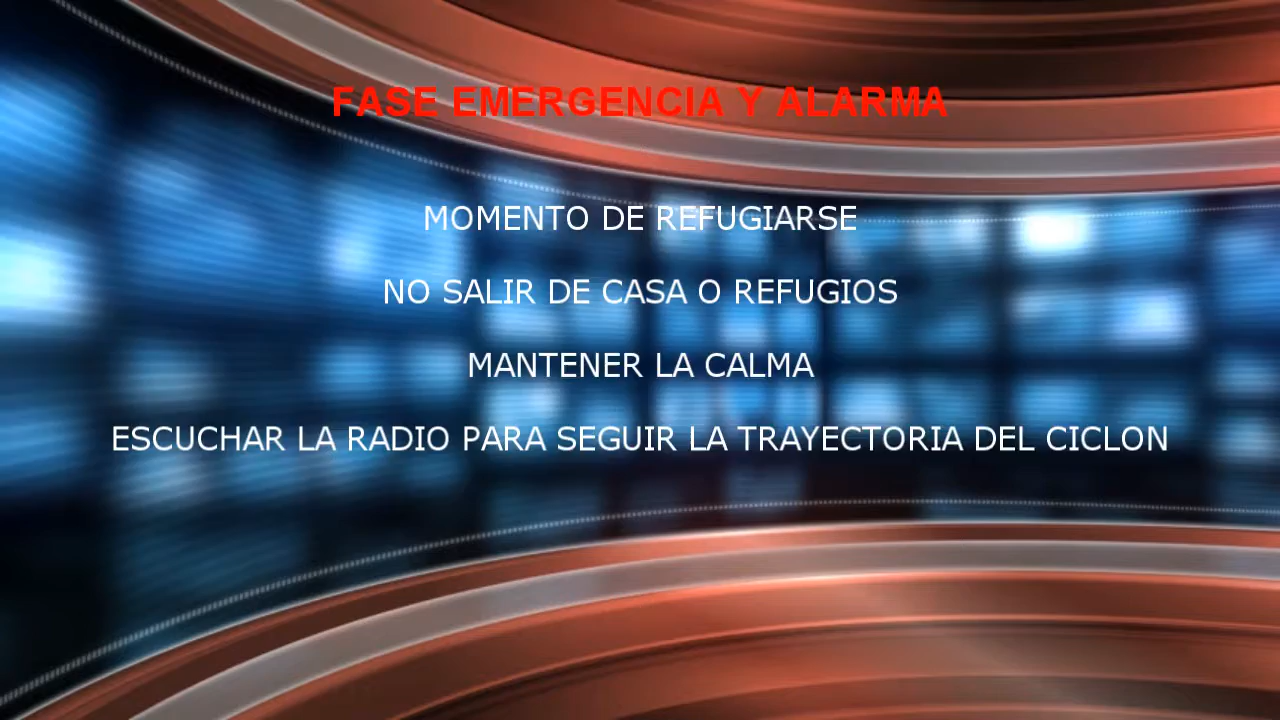 FASE EMERGENCIA Y ALARMA
MOMENTO DE REFUGIARSE
NO SALIR DE CASA O REFUGIOS
MANTENER LA CALMA
ESCUCHAR LA RADIO PARA SEGUIR LA TRAYECTORIA DEL CICLON